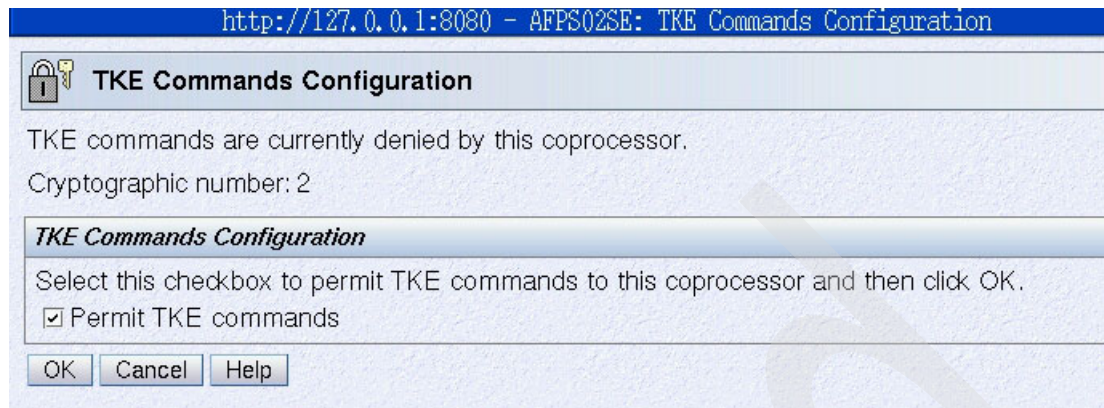 http://127.0.0.1:8080 - AFPS02SE: TKE Commands Configuration
TKE Commands Configuration
TKE commands are currently denied by this coprocessor.
Cryptographic number: 2
TKE Commands Configuration
Select this checkbox to permit TKE commands to this coprocessor and then click OK.
Permit TKE commands
OK Cancel Help